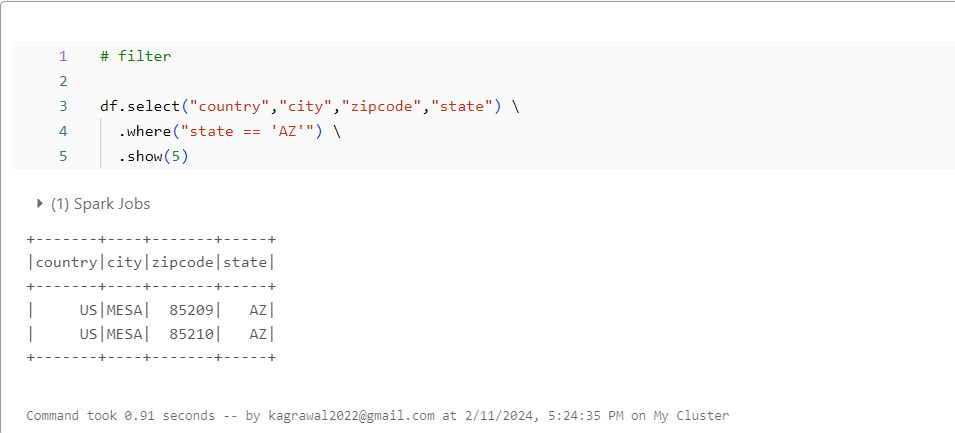 1 # filter
2
3 df.select("country","city","zipcode","state") \
4 .where("state == 'AZ'") \
5 .show(5)
(1) Spark Jobs
+-------+----+-------+-----+
|country|city|zipcode|state|
+-------+----+-------+-----+
|     US|MESA|  85209|   AZ|
|     US|MESA|  85210|   AZ|
+-------+----+-------+-----+
Command took 0.91 seconds -- by kagrawal2022@gmail.com at 2/11/2024, 5:24:35 PM on My Cluster